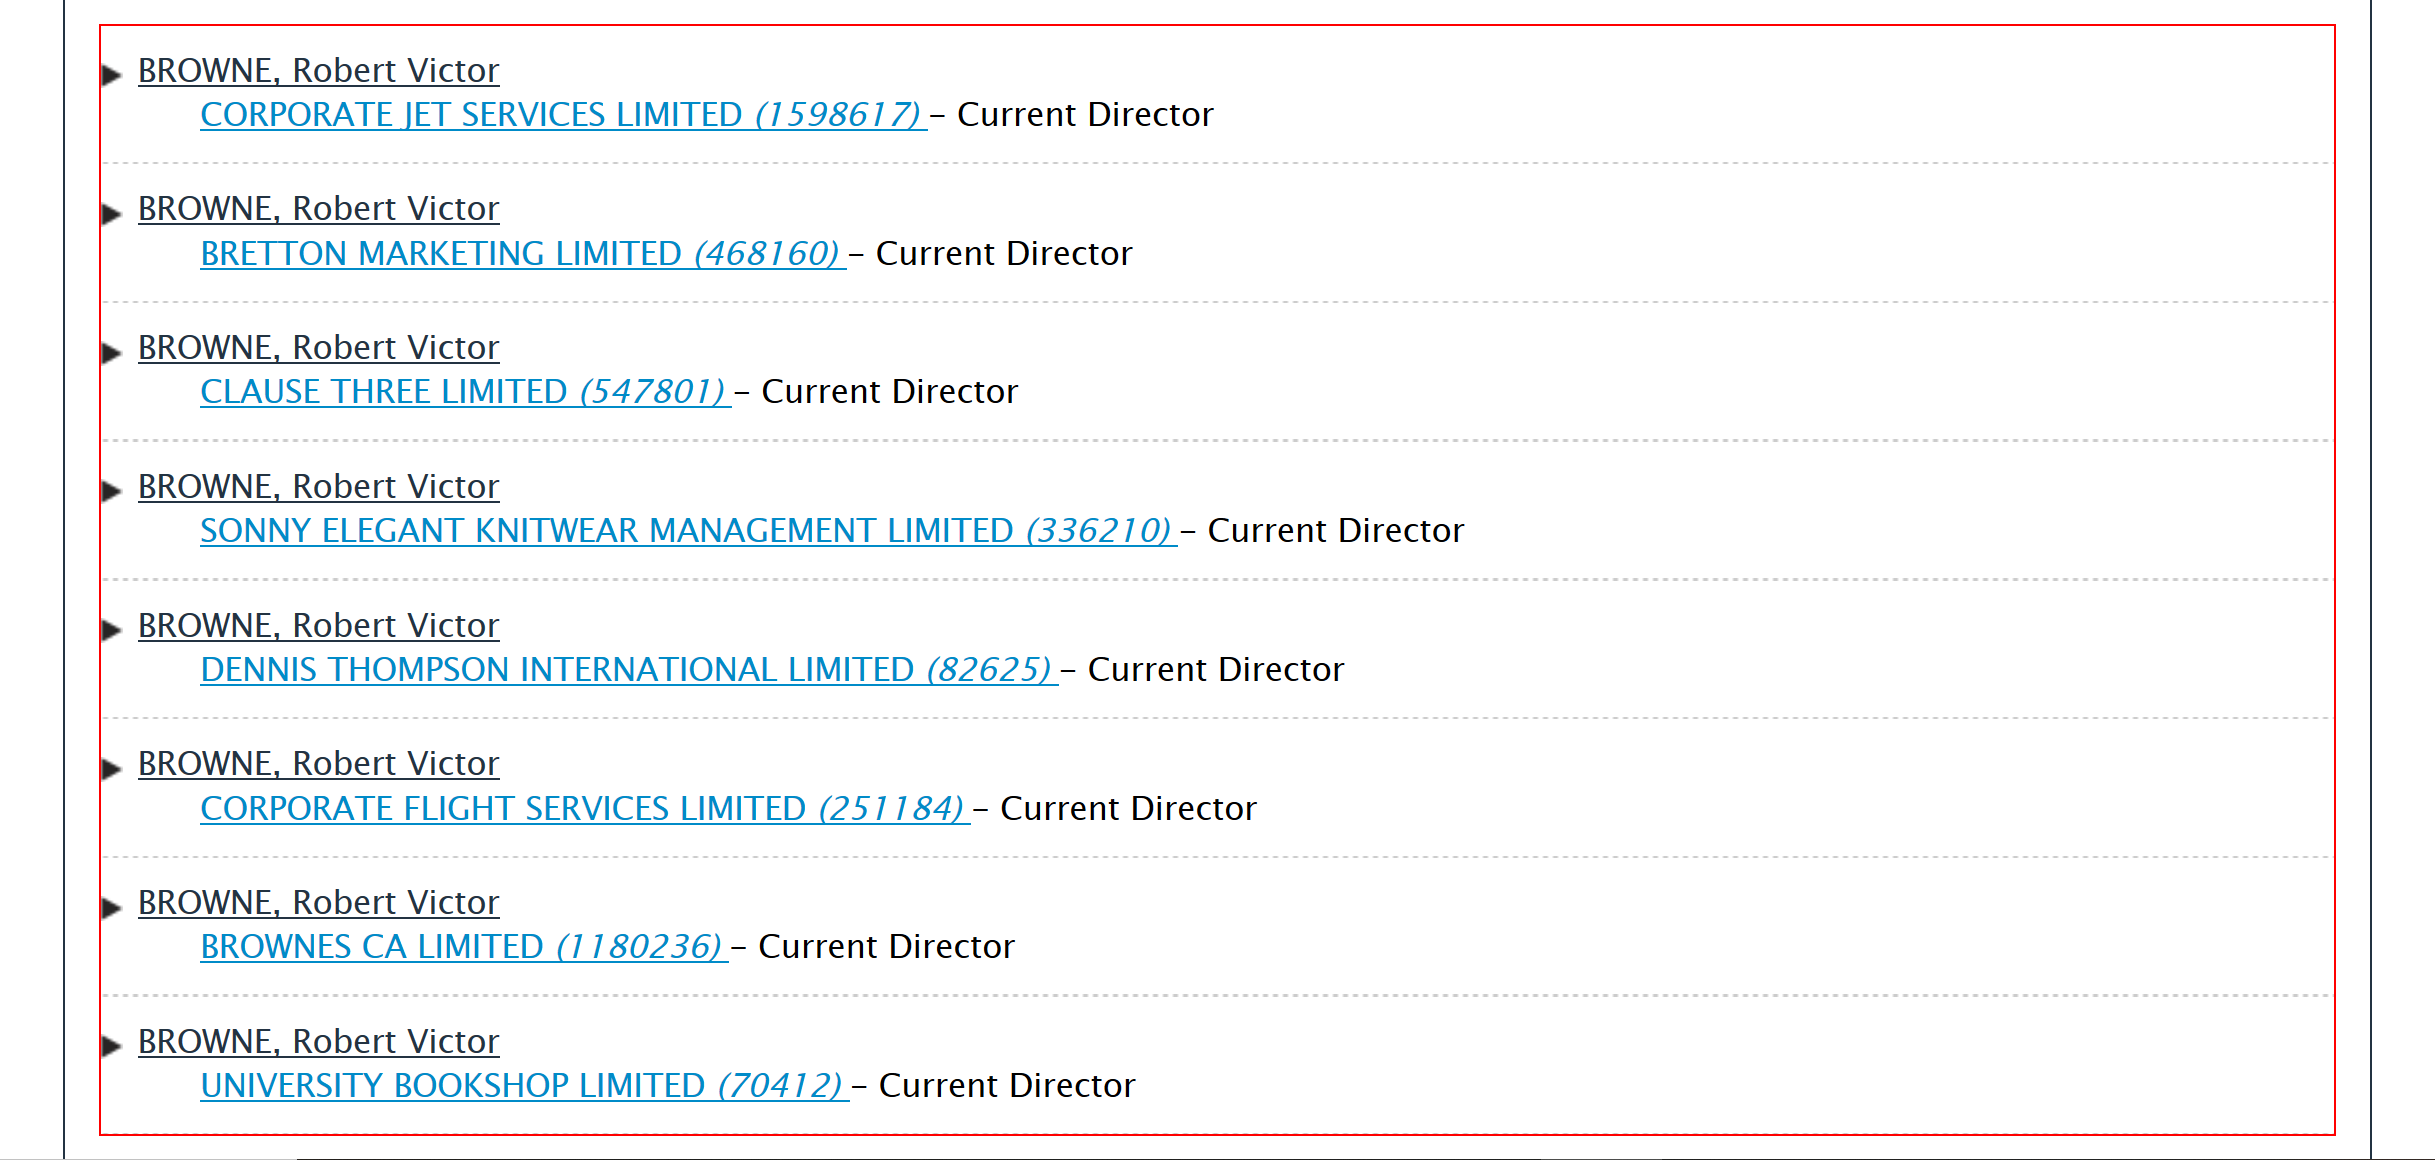 BROWNE, Robert Victor
CORPORATE JET SERVICES LIMITED (1598617) – Current Director
BROWNE, Robert Victor
BRETTON MARKETING LIMITED (468160) – Current Director
BROWNE, Robert Victor
CLAUSE THREE LIMITED (547801) – Current Director
BROWNE, Robert Victor
SONNY ELEGANT KNITWEAR MANAGEMENT LIMITED (336210) – Current Director
BROWNE, Robert Victor
DENNIS THOMPSON INTERNATIONAL LIMITED (82625) – Current Director
BROWNE, Robert Victor
CORPORATE FLIGHT SERVICES LIMITED (251184) – Current Director
BROWNE, Robert Victor
BROWNES CA LIMITED (1180236) – Current Director
BROWNE, Robert Victor
UNIVERSITY BOOKSHOP LIMITED (70412) – Current Director